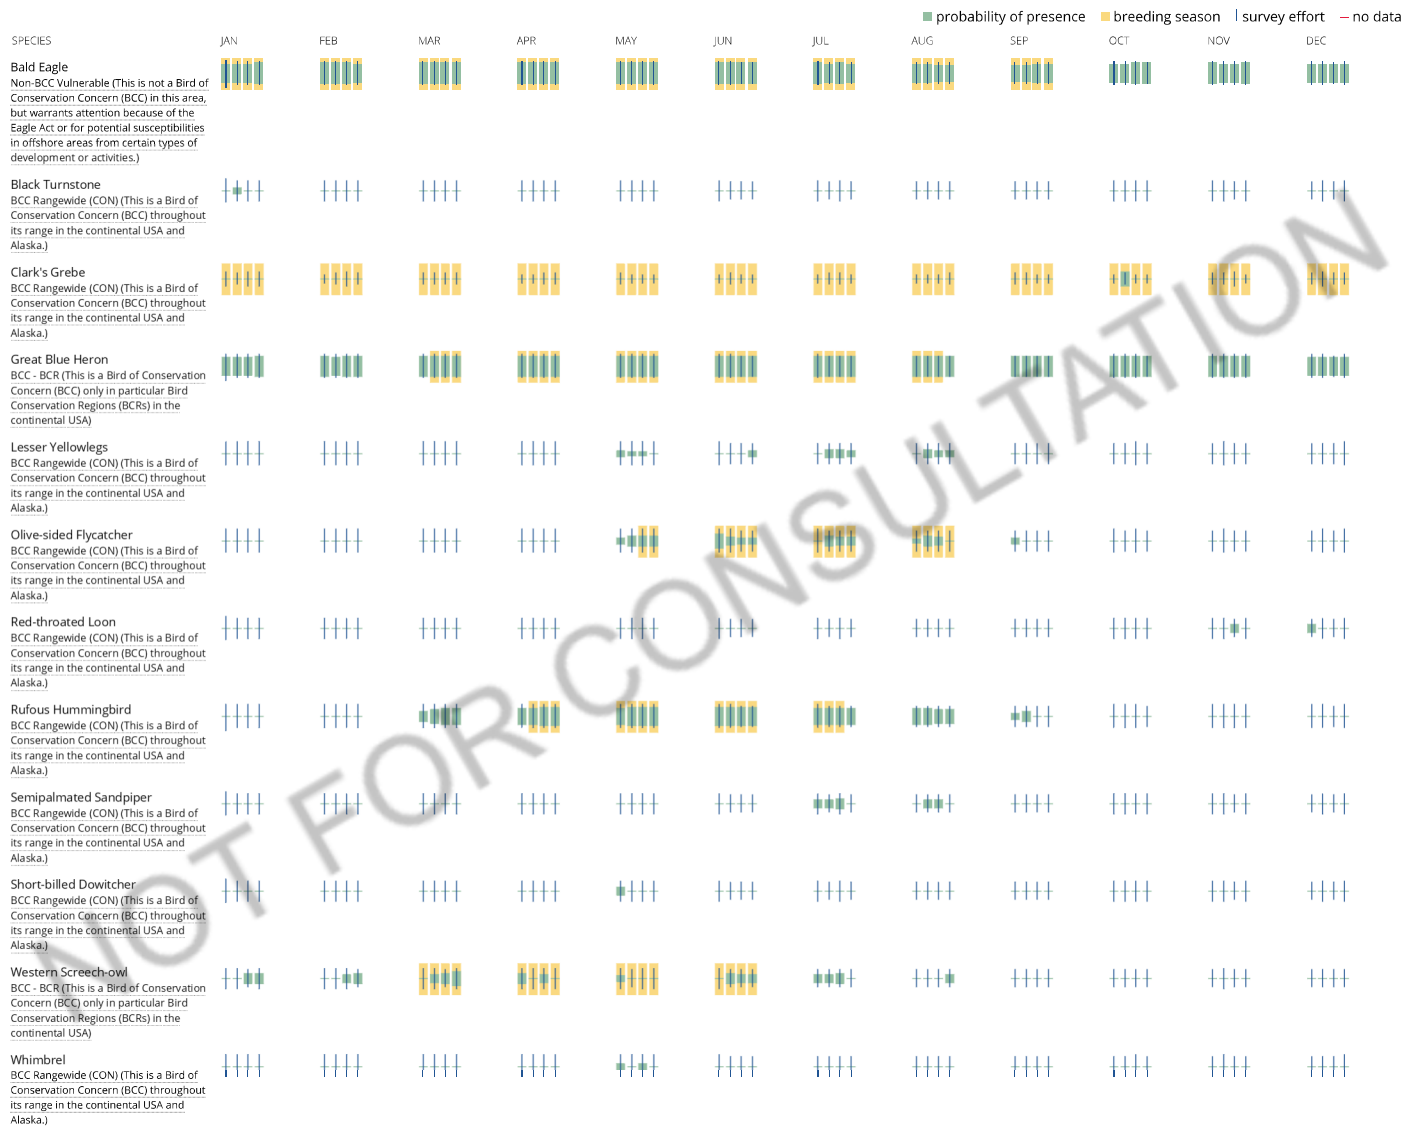 probability of presence breeding season survey effort no data
SPECIES JAN FEB MAR APR MAY JUN JUL AUG SEP OCT NOV DEC
Bald Eagle
Non-BCC Vulnerable (This is not a Bird of
Conservation Concern (BCC) in this area,
but warrants attention because of the
Eagle Act or for potential susceptibilities
in offshore areas from certain types of
development or activities.)
Black Turnstone
BCC Rangewide (CON) (This is a Bird of
Conservation Concern (BCC) throughout
its range in the continental USA and
Alaska.)
Clark's Grebe
BCC Rangewide (CON) (This is a Bird of
Conservation Concern (BCC) throughout
its range in the continental USA and
Alaska.)
Great Blue Heron
BCC - BCR (This is a Bird of Conservation
Concern (BCC) only in particular Bird
Conservation Regions (BCRs) in the
continental USA)
Lesser Yellowlegs
BCC Rangewide (CON) (This is a Bird of
Conservation Concern (BCC) throughout
its range in the continental USA and
Alaska.)
Olive-sided Flycatcher
BCC Rangewide (CON) (This is a Bird of
Conservation Concern (BCC) throughout
its range in the continental USA and
Alaska.)
Red-throated Loon
BCC Rangewide (CON) (This is a Bird of
Conservation Concern (BCC) throughout
its range in the continental USA and
Alaska.)
Rufous Hummingbird
BCC Rangewide (CON) (This is a Bird of
Conservation Concern (BCC) throughout
its range in the continental USA and
Alaska.)
Semipalmated Sandpiper
BCC Rangewide (CON) (This is a Bird of
Conservation Concern (BCC) throughout
its range in the continental USA and
Alaska.)
Short-billed Dowitcher
BCC Rangewide (CON) (This is a Bird of
Conservation Concern (BCC) throughout
its range in the continental USA and
Alaska.)
Western Screech-owl
BCC - BCR (This is a Bird of Conservation
Concern (BCC) only in particular Bird
Conservation Regions (BCRs) in the
continental USA)
Whimbrel
BCC Rangewide (CON) (This is a Bird of
Conservation Concern (BCC) throughout
its range in the continental USA and
Alaska.)
NOT FOR CONSULTATION